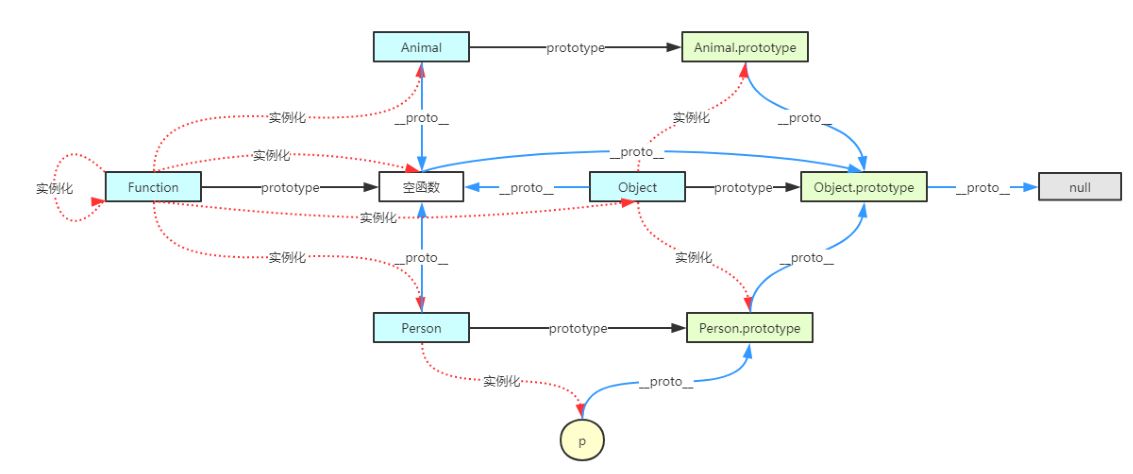 Animal
prototype
Animal.prototype
实例化
__proto__
实例化
__proto__
实例化
__proto__
实例化
Function
prototype
空函数
__proto__
Object
prototype
Object.prototype
__proto__
null
实例化
实例化
__proto__
实例化
__proto__
Person
prototype
Person.prototype
实例化
__proto__
p